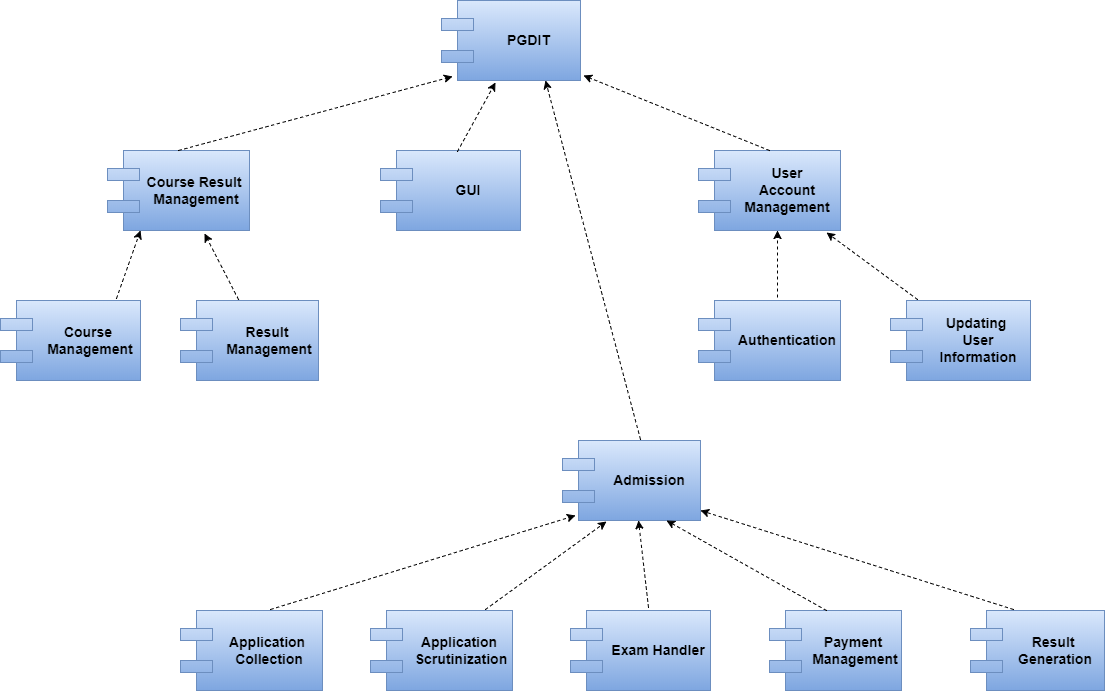 PGDIT
Course Result
Management
GUI
User
Account
Management
Course
Management
Result
Management
Authentication
Updating
User
Information
Admission
Application
Collection
Application
Scrutinization
Exam Handler
Payment
Management
Result
Generation